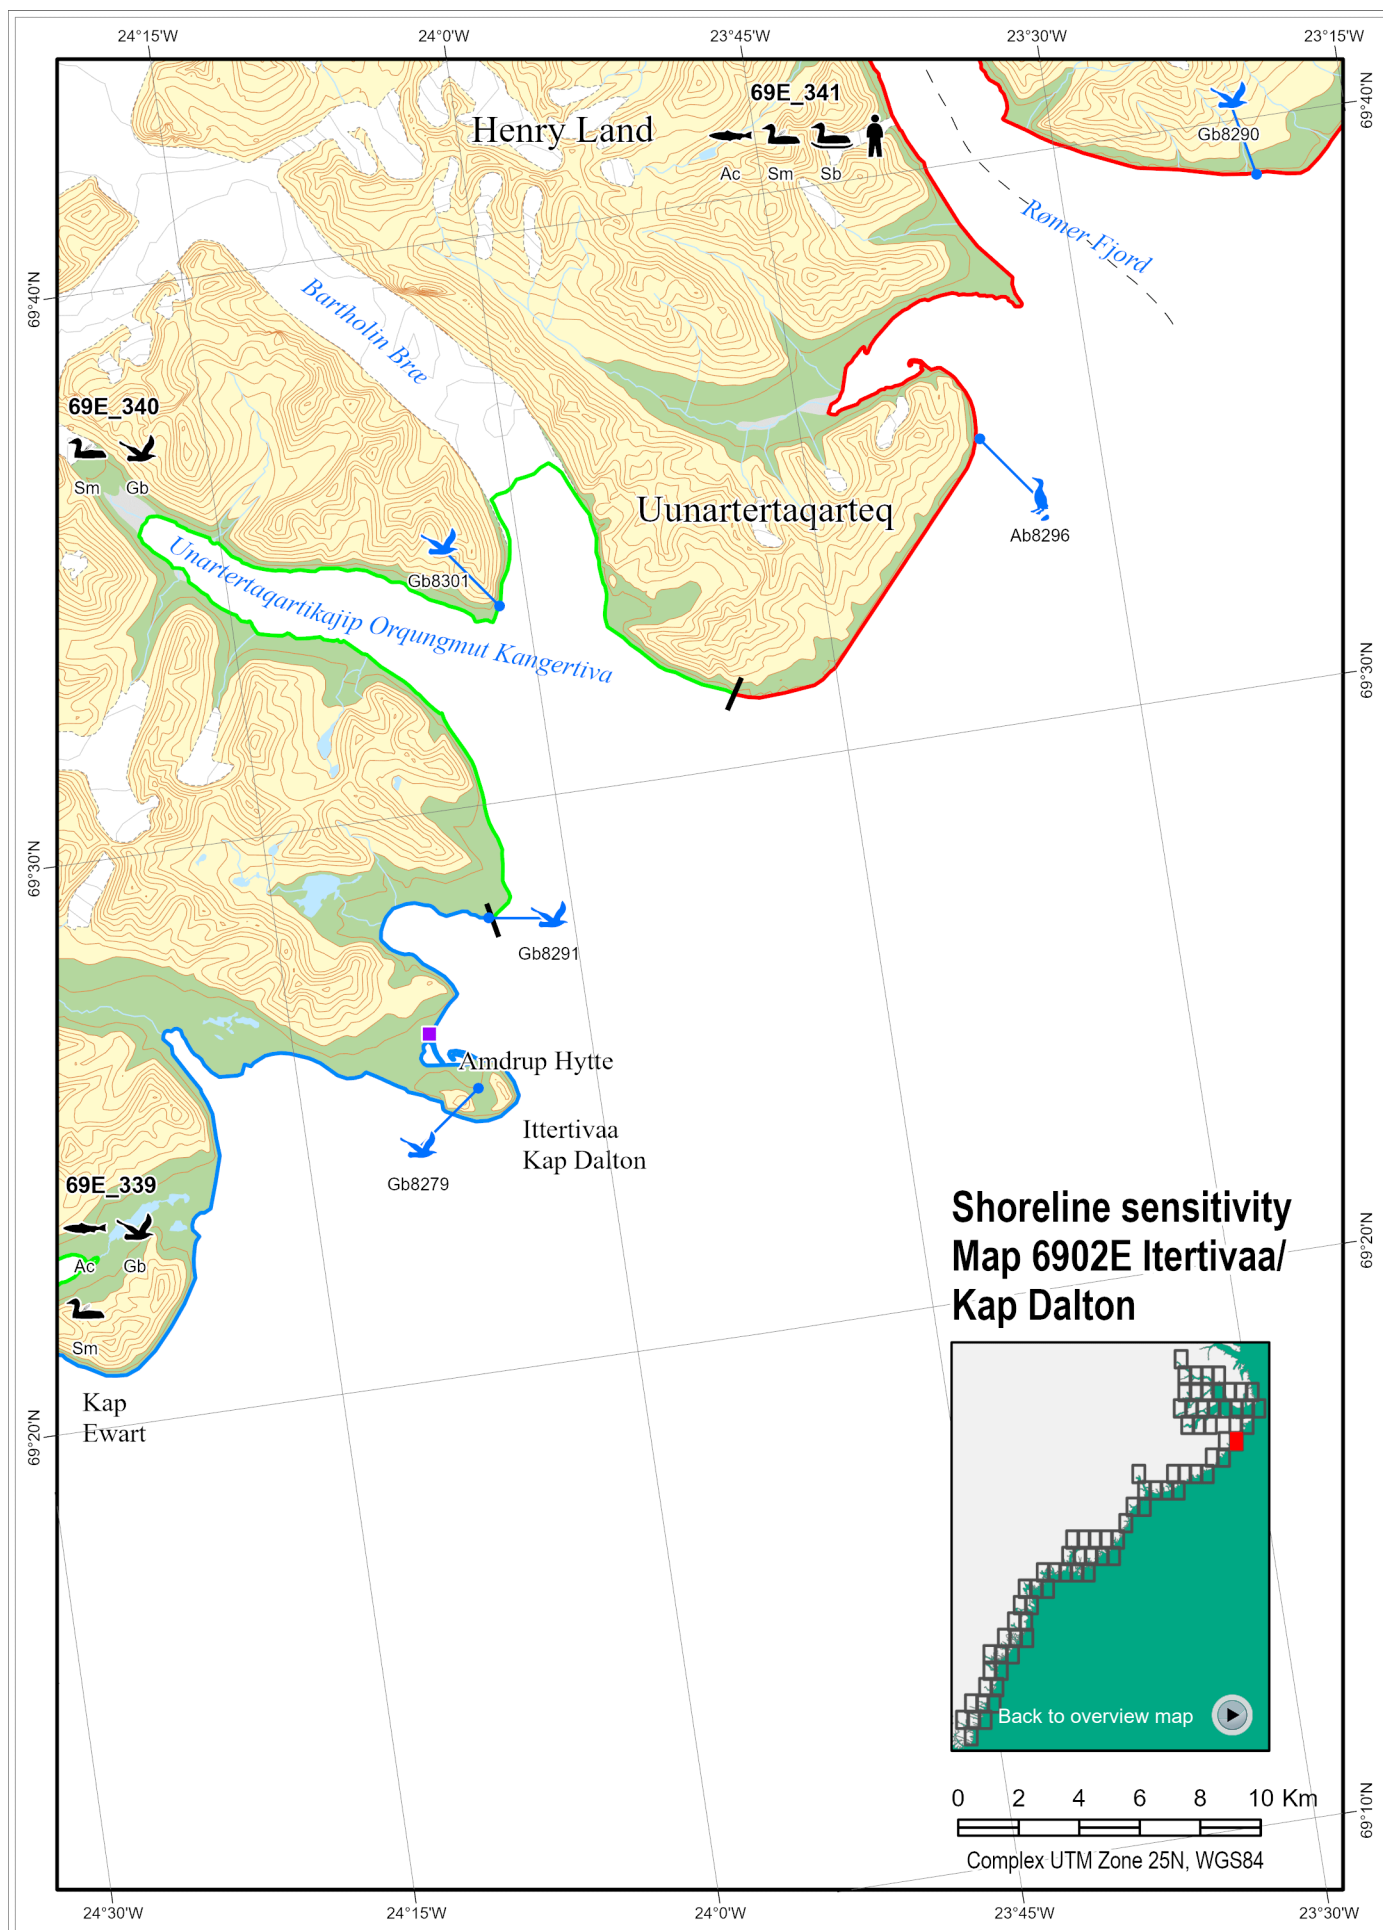 24°15'W
24°0'W
23°45'W
23°30'W
23°15'W
69°40'N
69E_341
Henry Land
Ac
Sm
Sb
Gb8290
Rømer Fjord
69°40'N
Bartholin Bræ
69E_340
Sm
Gb
Uunartertaqarteq
Ab8296
Gb8301
Unartertaqartikajip Orqungmut Kangertiva
69°30'N
69°30'N
Gb8291
Amdrup Hytte
Ittertivaa
Kap Dalton
Gb8279
69E_339
Ac
Gb
Sm
Kap
Ewart
69°20'N
69°20'N
Shoreline sensitivity
Map 6902E Itertivaa/
Kap Dalton
Back to overview map
0 2 4 6 8 10 Km
Complex UTM Zone 25N, WGS84
69°10'N
24°30'W
24°15'W
24°0'W
23°45'W
23°30'W